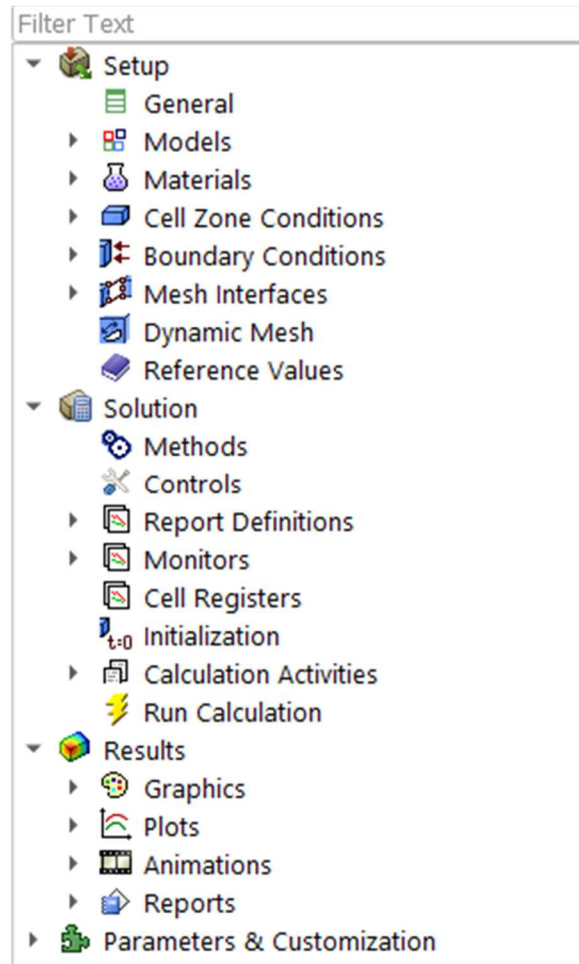 Filter Text
Setup
General
Models
Materials
Cell Zone Conditions
Boundary Conditions
Mesh Interfaces
Dynamic Mesh
Reference Values
Solution
Methods
Controls
Report Definitions
Monitors
Cell Registers
t=0 Initialization
Calculation Activities
Run Calculation
Results
Graphics
Plots
Animations
Reports
Parameters & Customization